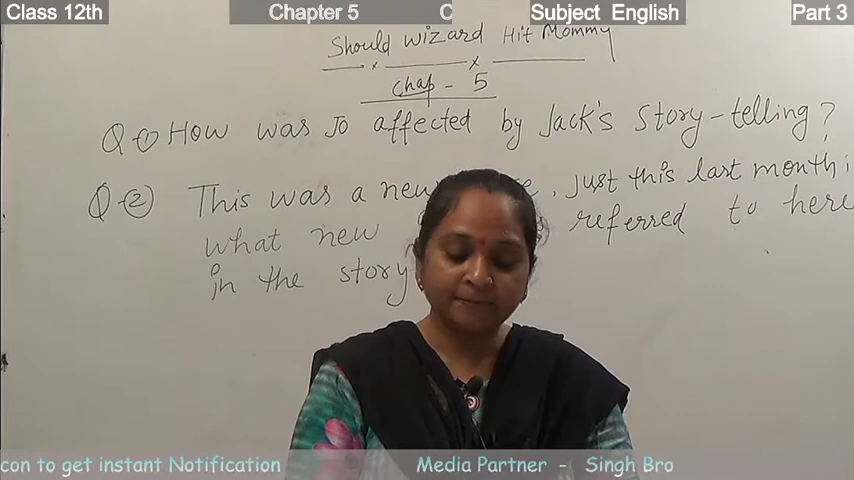 Class 12th Chapter 5 C Subject English Part 3
Should wizard Hit Mommy
Chap - 5
Q ① How was Jo affected by Jack's Story-telling?
Q ② This was a new just this last month
what new referred to here
in the story
con to get instant Notification Media Partner - Singh Bro